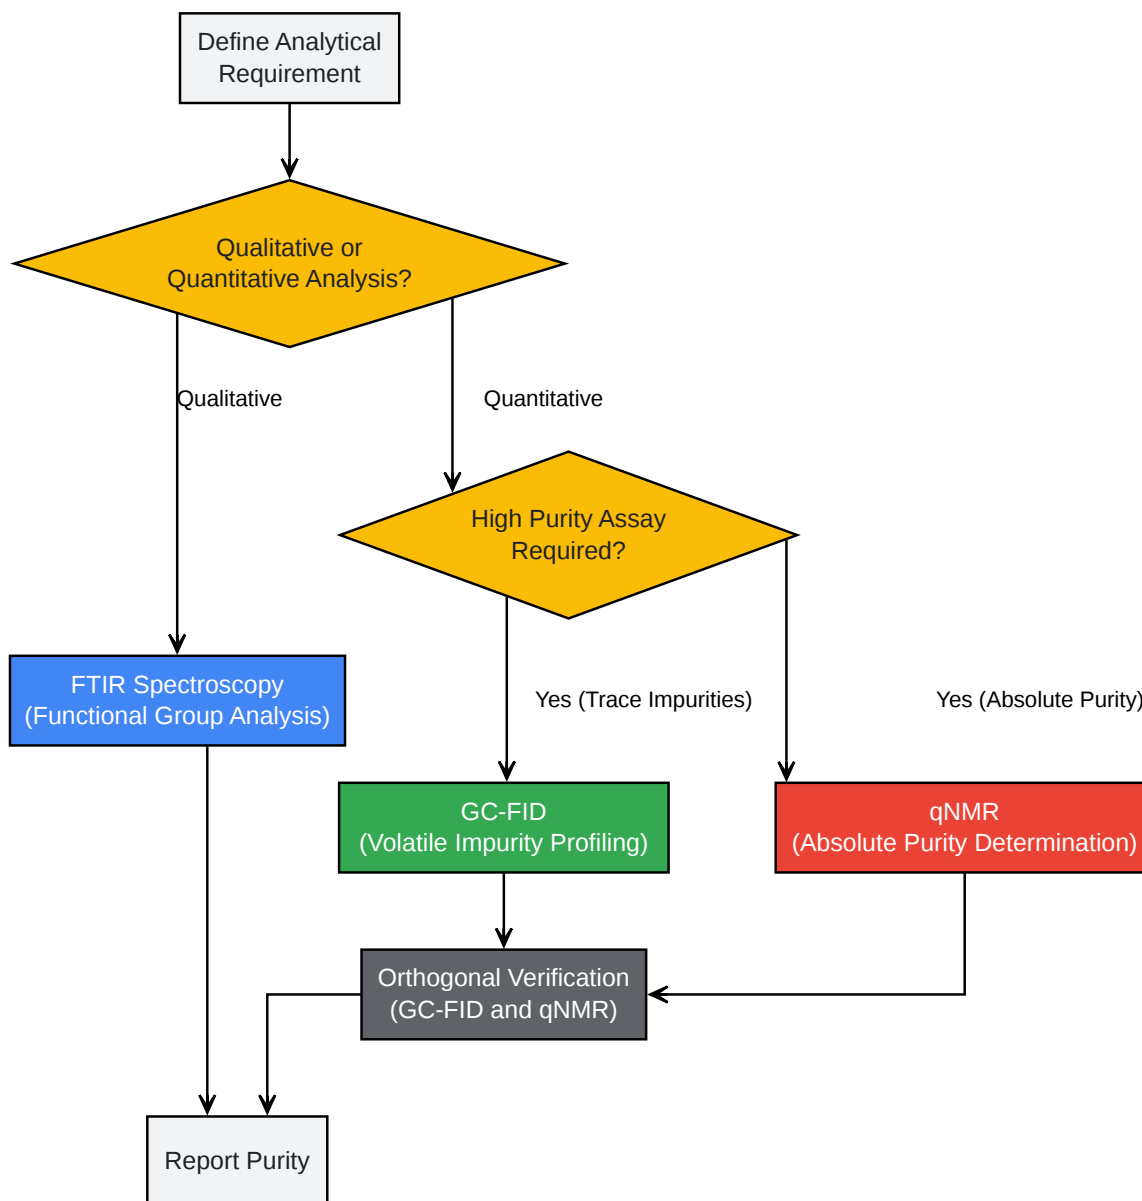 Define Analytical
Requirement
Qualitative or
Quantitative Analysis?
Qualitative
Quantitative
High Purity Assay
Required?
FTIR Spectroscopy
(Functional Group Analysis)
Yes (Trace Impurities)
Yes (Absolute Purity)
GC-FID
(Volatile Impurity Profiling)
qNMR
(Absolute Purity Determination)
Orthogonal Verification
(GC-FID and qNMR)
Report Purity